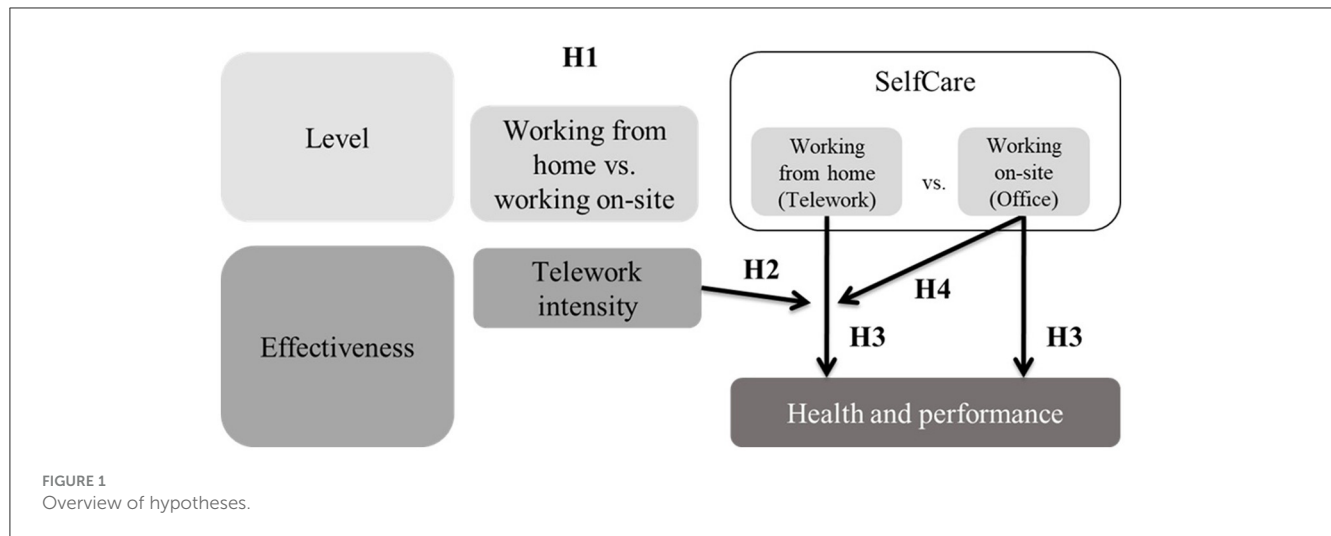 H1
Level
Working from
home vs.
working on-site
SelfCare
Working
from home
(Telework)
vs.
Working
on-site
(Office)
Effectiveness
Telework
intensity
H2
H4
H3
H3
Health and performance
FIGURE 1
Overview of hypotheses.